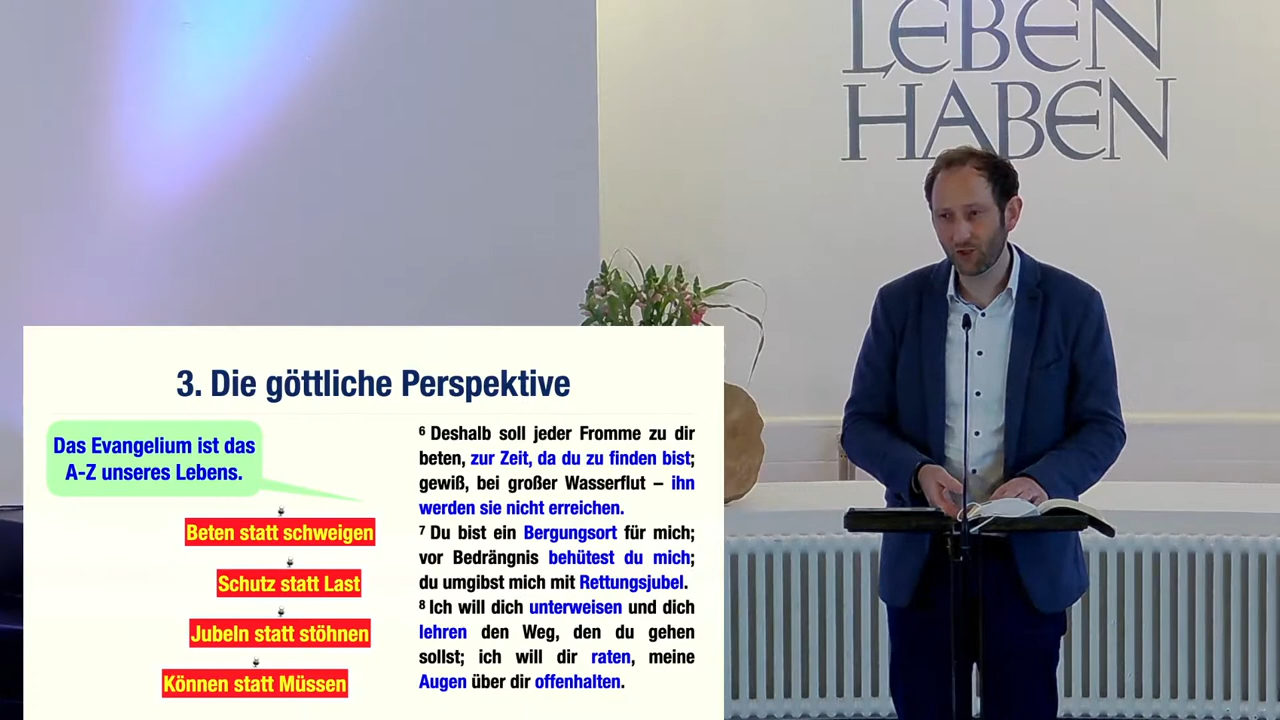 LEBEN
HABEN
3. Die göttliche Perspektive
Das Evangelium ist das
A-Z unseres Lebens.
Beten statt schweigen
Schutz statt Last
Jubeln statt stöhnen
Können statt Müssen
6 Deshalb soll jeder Fromme zu dir
beten, zur Zeit, da du zu finden bist;
gewiß, bei großer Wasserflut – ihn
werden sie nicht erreichen.
7 Du bist ein Bergungsort für mich;
vor Bedrängnis behütest du mich;
du umgibst mich mit Rettungsjubel.
8 Ich will dich unterweisen und dich
lehren den Weg, den du gehen
sollst; ich will dir raten, meine
Augen über dir offenhalten.